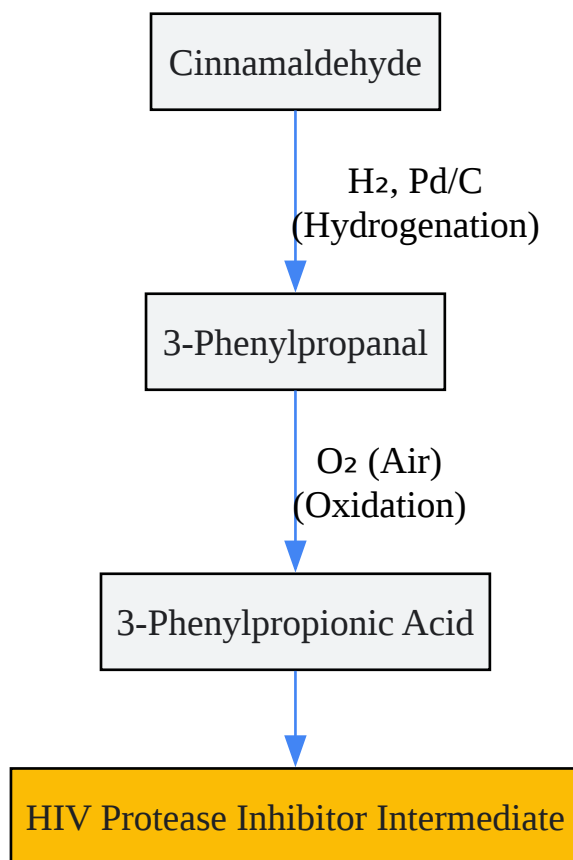 Cinnamaldehyde
H₂, Pd/C
(Hydrogenation)
3-Phenylpropanal
O₂ (Air)
(Oxidation)
3-Phenylpropionic Acid
HIV Protease Inhibitor Intermediate